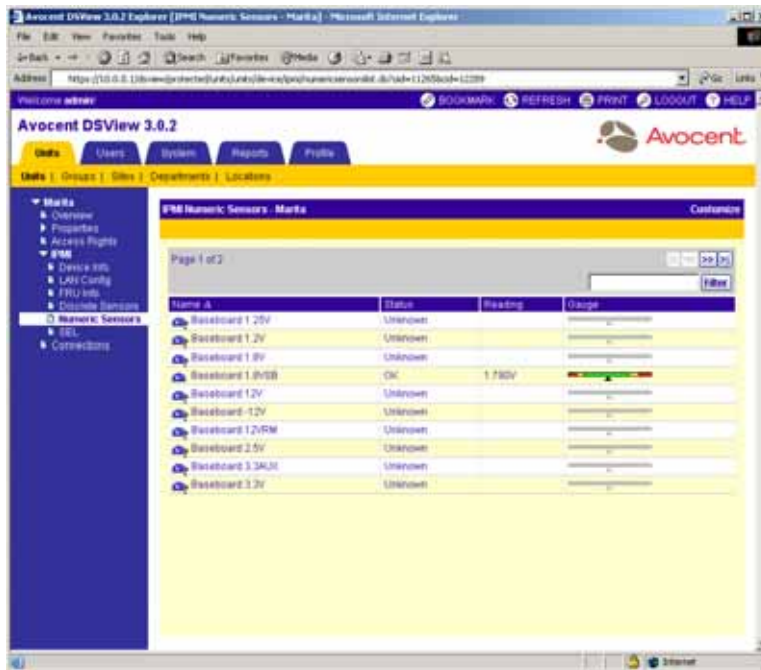 Avocent DSView 3.0.2 Explorer [IPMI Numeric Sensors - Marita] - Microsoft Internet Explorer
File Edit View Favorites Tools Help
Back Search Favorites Media
Address Go Links
Welcome admin BOOKMARK REFRESH PRINT LOGOUT HELP
Avocent DSView 3.0.2
Avocent
Units Users System Reports Profile
Units | Groups | Sites | Departments | Locations
Marita
Overview
Properties
Access Rights
IPMI
Device Info
LAN Config
FRU Info
Discrete Sensors
Numeric Sensors
SEL
Connections
IPMI Numeric Sensors - Marita Customize
Page 1 of 2
Filter
Name Status Reading Gauge
Baseboard 1.25V Unknown
Baseboard 1.2V Unknown
Baseboard 1.8V Unknown
Baseboard 1.8VSB OK
Baseboard 12V Unknown
Baseboard -12V Unknown
Baseboard 12VRM Unknown
Baseboard 2.5V Unknown
Baseboard 3.3AUX Unknown
Baseboard 3.3V Unknown
Internet